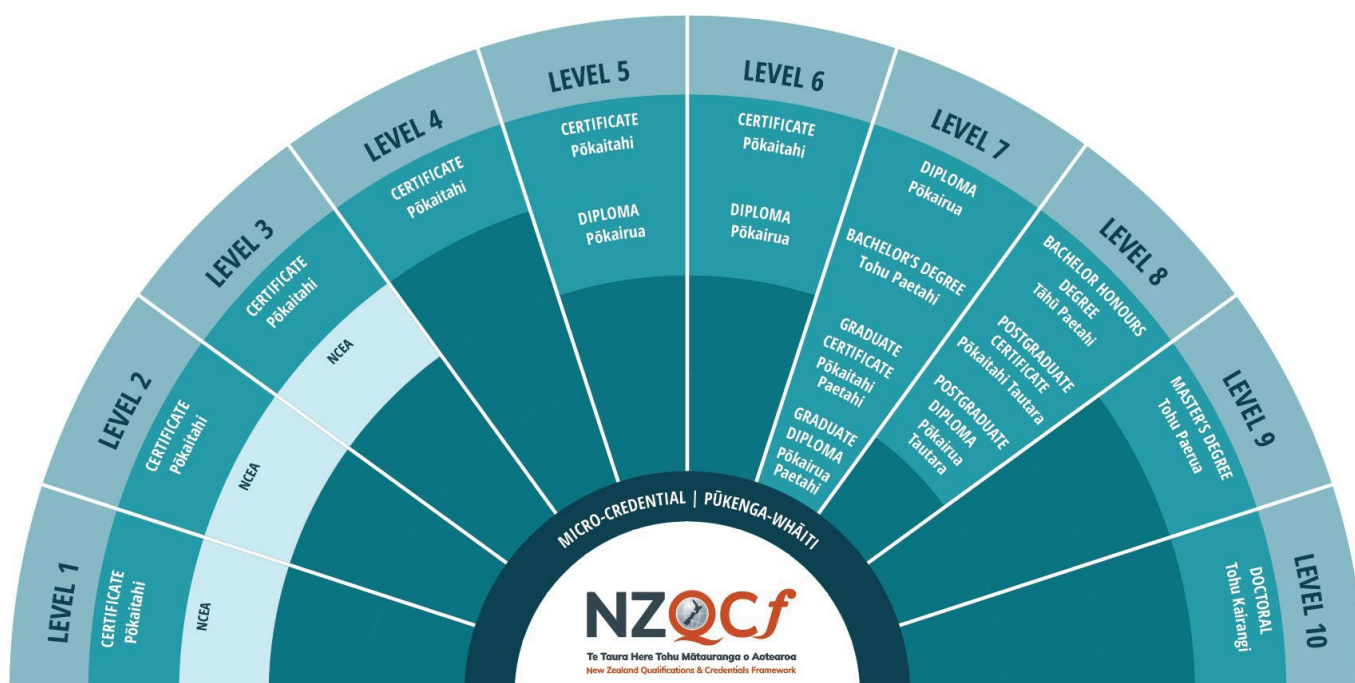 LEVEL 1
CERTIFICATE
Pōkaitahi
NCEA
LEVEL 2
CERTIFICATE
Pōkaitahi
NCEA
LEVEL 3
CERTIFICATE
Pōkaitahi
NCEA
LEVEL 4
CERTIFICATE
Pōkaitahi
LEVEL 5
CERTIFICATE
Pōkaitahi
DIPLOMA
Pōkairua
LEVEL 6
CERTIFICATE
Pōkaitahi
DIPLOMA
Pōkairua
LEVEL 7
DIPLOMA
Pōkairua
BACHELOR'S DEGREE
Tohu Paetahi
GRADUATE
CERTIFICATE
Pōkaitahi
Paetahi
GRADUATE
DIPLOMA
Pōkairua
Paetahi
LEVEL 8
BACHELOR HONOURS
DEGREE
Tāhū Paetahi
POSTGRADUATE
CERTIFICATE
Pōkaitahi Tautara
POSTGRADUATE
DIPLOMA
Pōkairua
Tautara
LEVEL 9
MASTER'S DEGREE
Tohu Paerua
LEVEL 10
DOCTORAL
Tohu Kairangi
MICRO-CREDENTIAL | PŪKENGA-WHĀITI
NZQCf
Te Taura Here Tohu Mātauranga o Aotearoa
New Zealand Qualifications & Credentials Framework